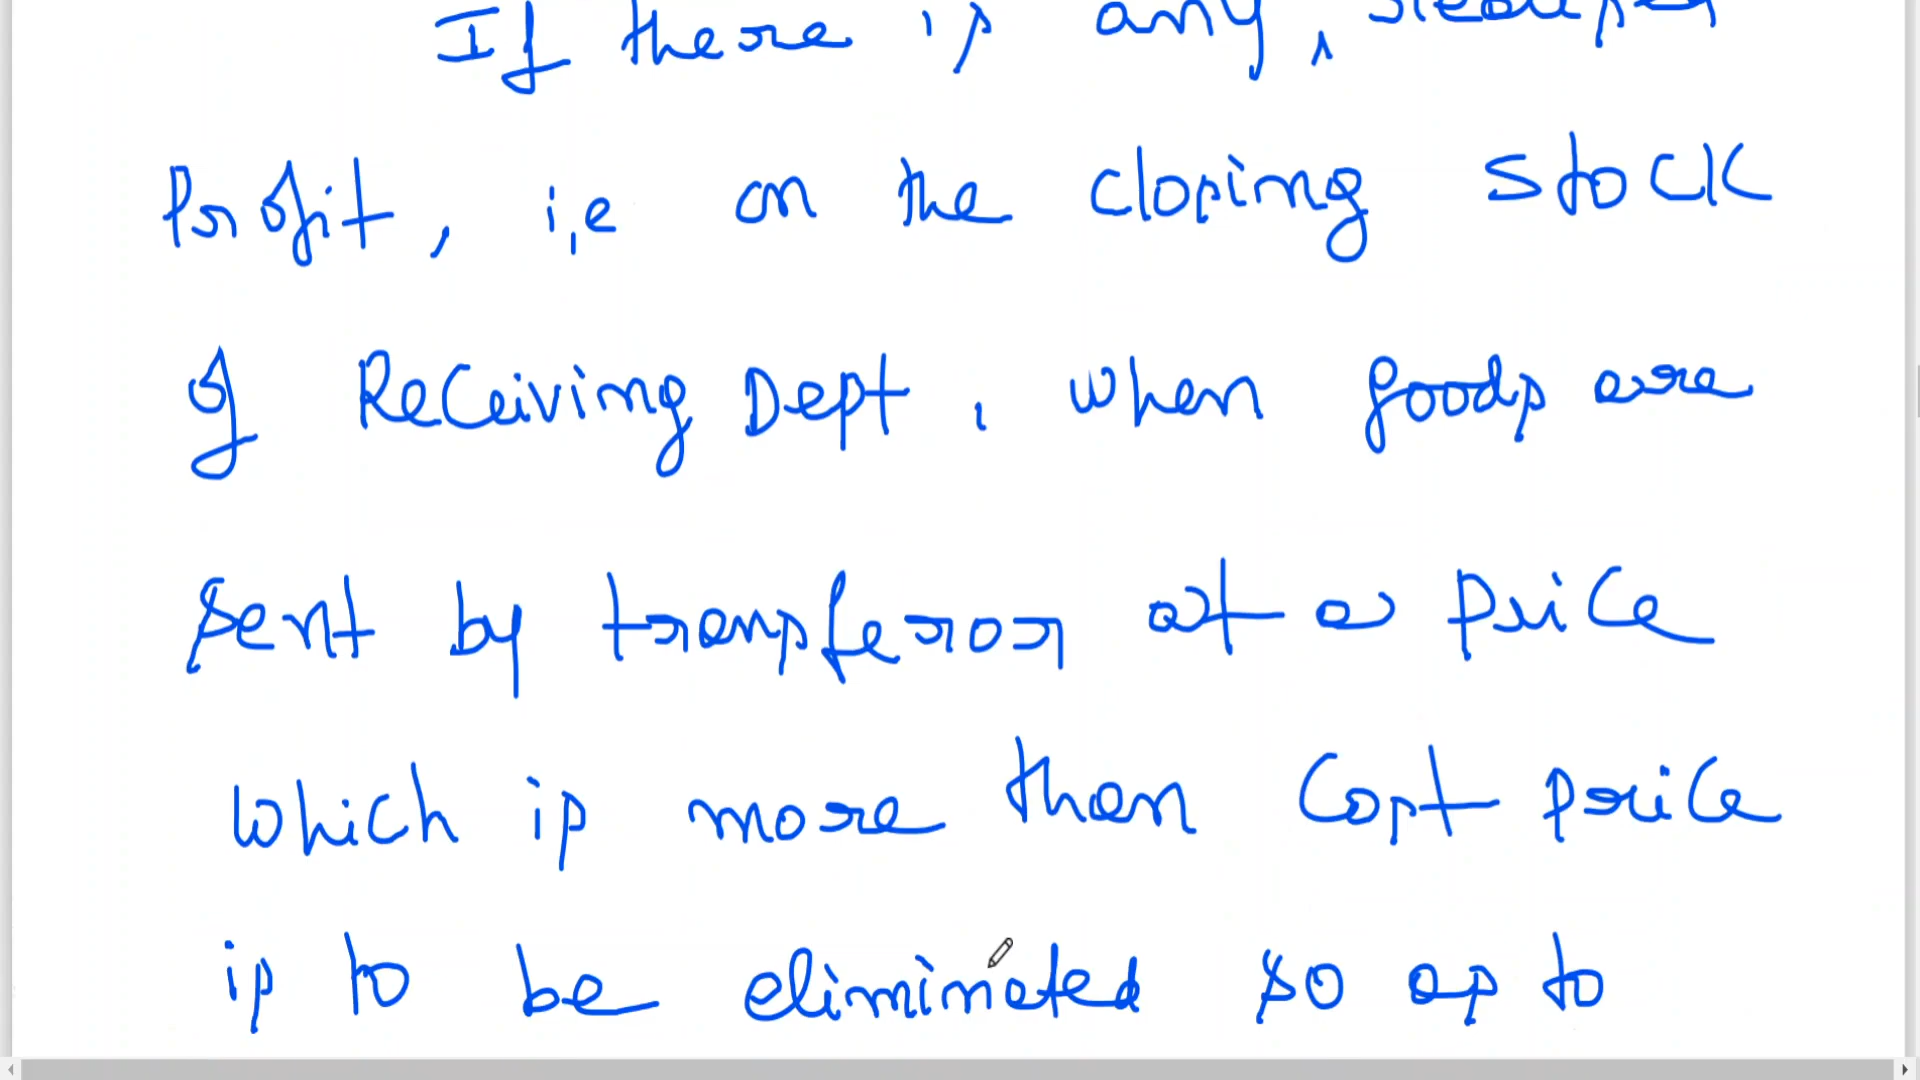 If there is any,
Profit, i.e on the closing stock
of Receiving Dept, when goods are
sent by transferor at a price
which is more than cost price
is to be eliminated so as to